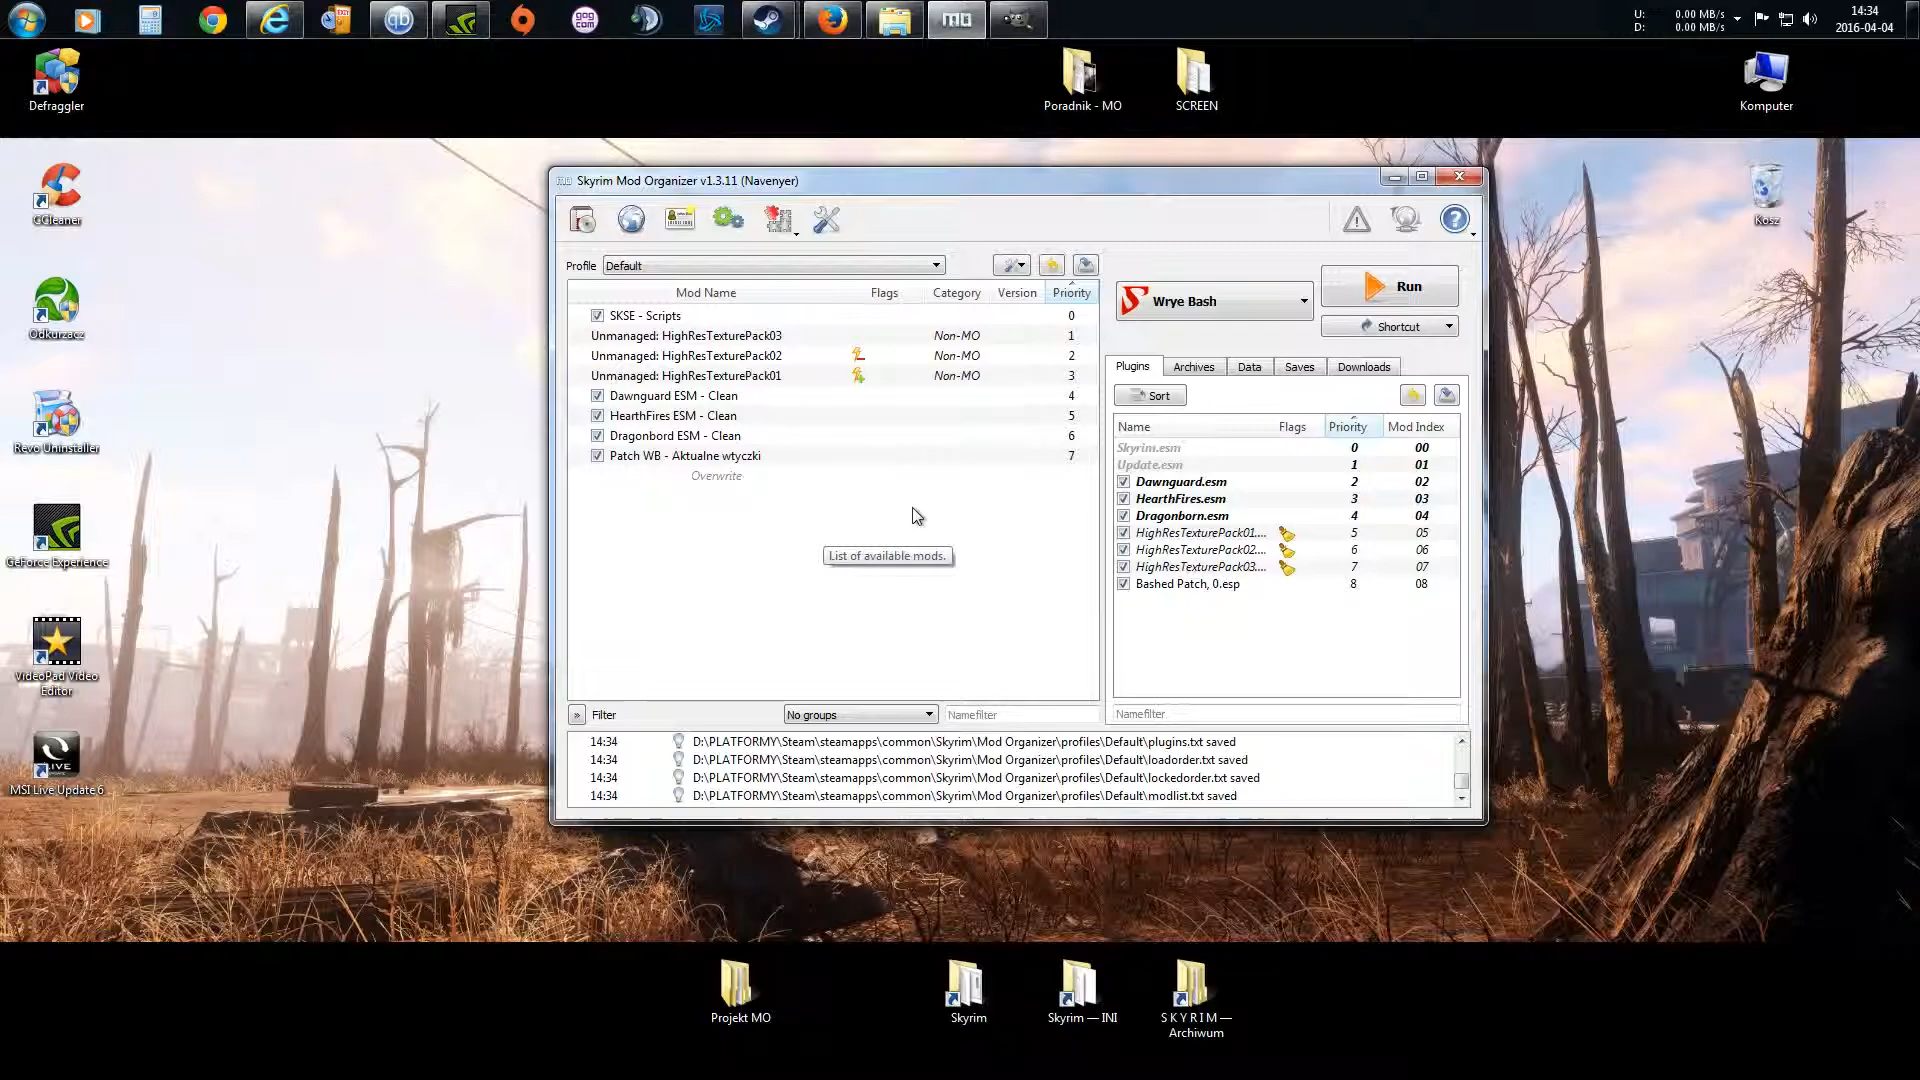 U: 0.00 MB/s
D: 0.00 MB/s
14:34
2016-04-04
Defraggler
Poradnik - MO
SCREEN
Komputer
CCleaner
Kosz
Odkurzacz
Revo Uninstaller
GeForce Experience
VideoPad Video
Editor
MSI Live Update 6
Skyrim Mod Organizer v1.3.11 (Navenyer)
Profile Default
Mod Name Flags Category Version Priority
SKSE - Scripts 0
Unmanaged: HighResTexturePack03 Non-MO 1
Unmanaged: HighResTexturePack02 Non-MO 2
Unmanaged: HighResTexturePack01 Non-MO 3
Dawnguard ESM - Clean 4
HearthFires ESM - Clean 5
Dragonbord ESM - Clean 6
Patch WB - Aktualne wtyczki 7
Overwrite
List of available mods.
Filter No groups Namefilter
Wrye Bash
Run
Shortcut
Plugins Archives Data Saves Downloads
Sort
Name Flags Priority Mod Index
Skyrim.esm 0 00
Update.esm 1 01
Dawnguard.esm 2 02
HearthFires.esm 3 03
Dragonborn.esm 4 04
HighResTexturePack01.... 5 05
HighResTexturePack02.... 6 06
HighResTexturePack03.... 7 07
Bashed Patch, 0.esp 8 08
Namefilter
14:34 D:\PLATFORMY\Steam\steamapps\common\Skyrim\Mod Organizer\profiles\Default\plugins.txt saved
14:34 D:\PLATFORMY\Steam\steamapps\common\Skyrim\Mod Organizer\profiles\Default\loadorder.txt saved
14:34 D:\PLATFORMY\Steam\steamapps\common\Skyrim\Mod Organizer\profiles\Default\lockedorder.txt saved
14:34 D:\PLATFORMY\Steam\steamapps\common\Skyrim\Mod Organizer\profiles\Default\modlist.txt saved
Projekt MO
Skyrim
Skyrim — INI
S K Y R I M —
Archiwum